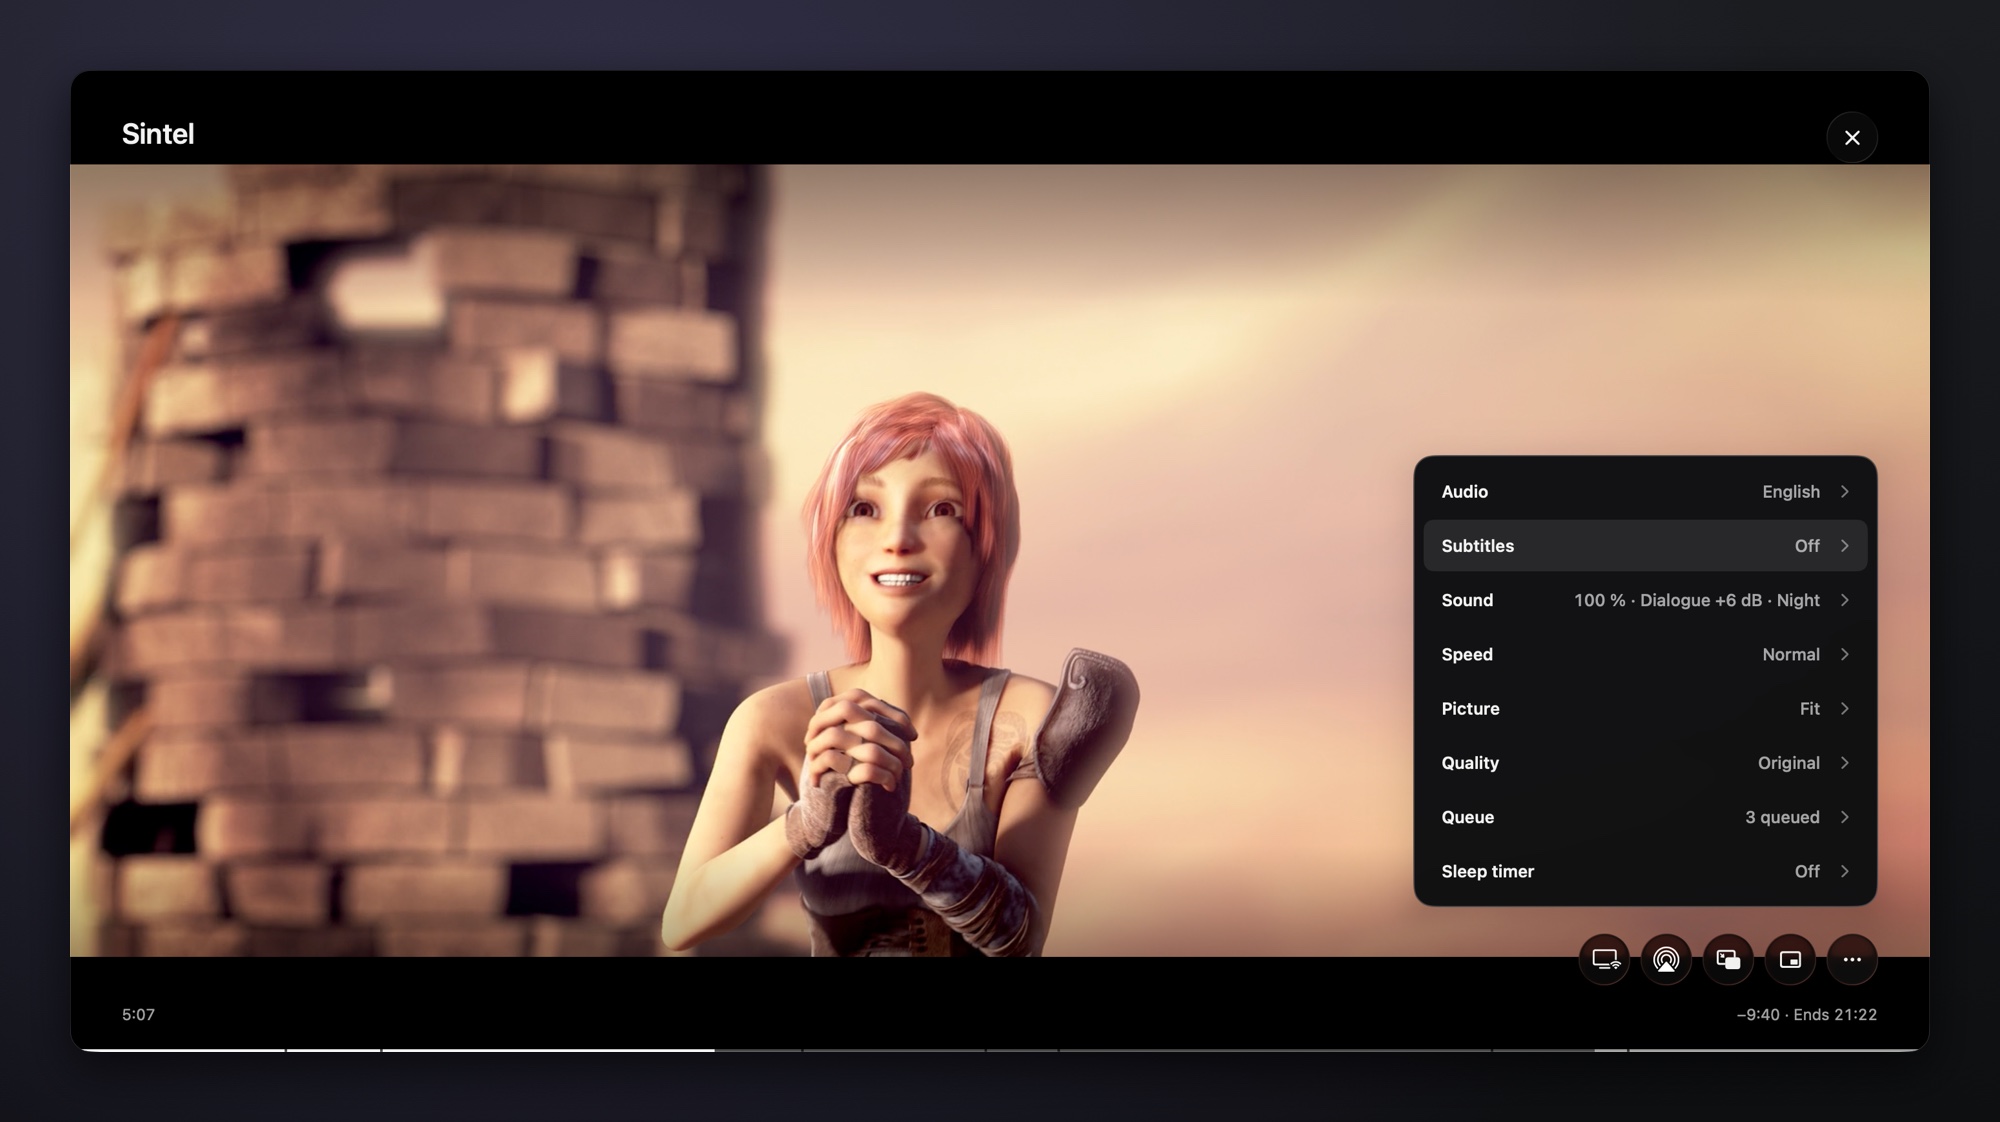 Sintel
Audio English
Subtitles Off
Sound 100 % · Dialogue +6 dB · Night
Speed Normal
Picture Fit
Quality Original
Queue 3 queued
Sleep timer Off
5:07
−9:40 · Ends 21:22